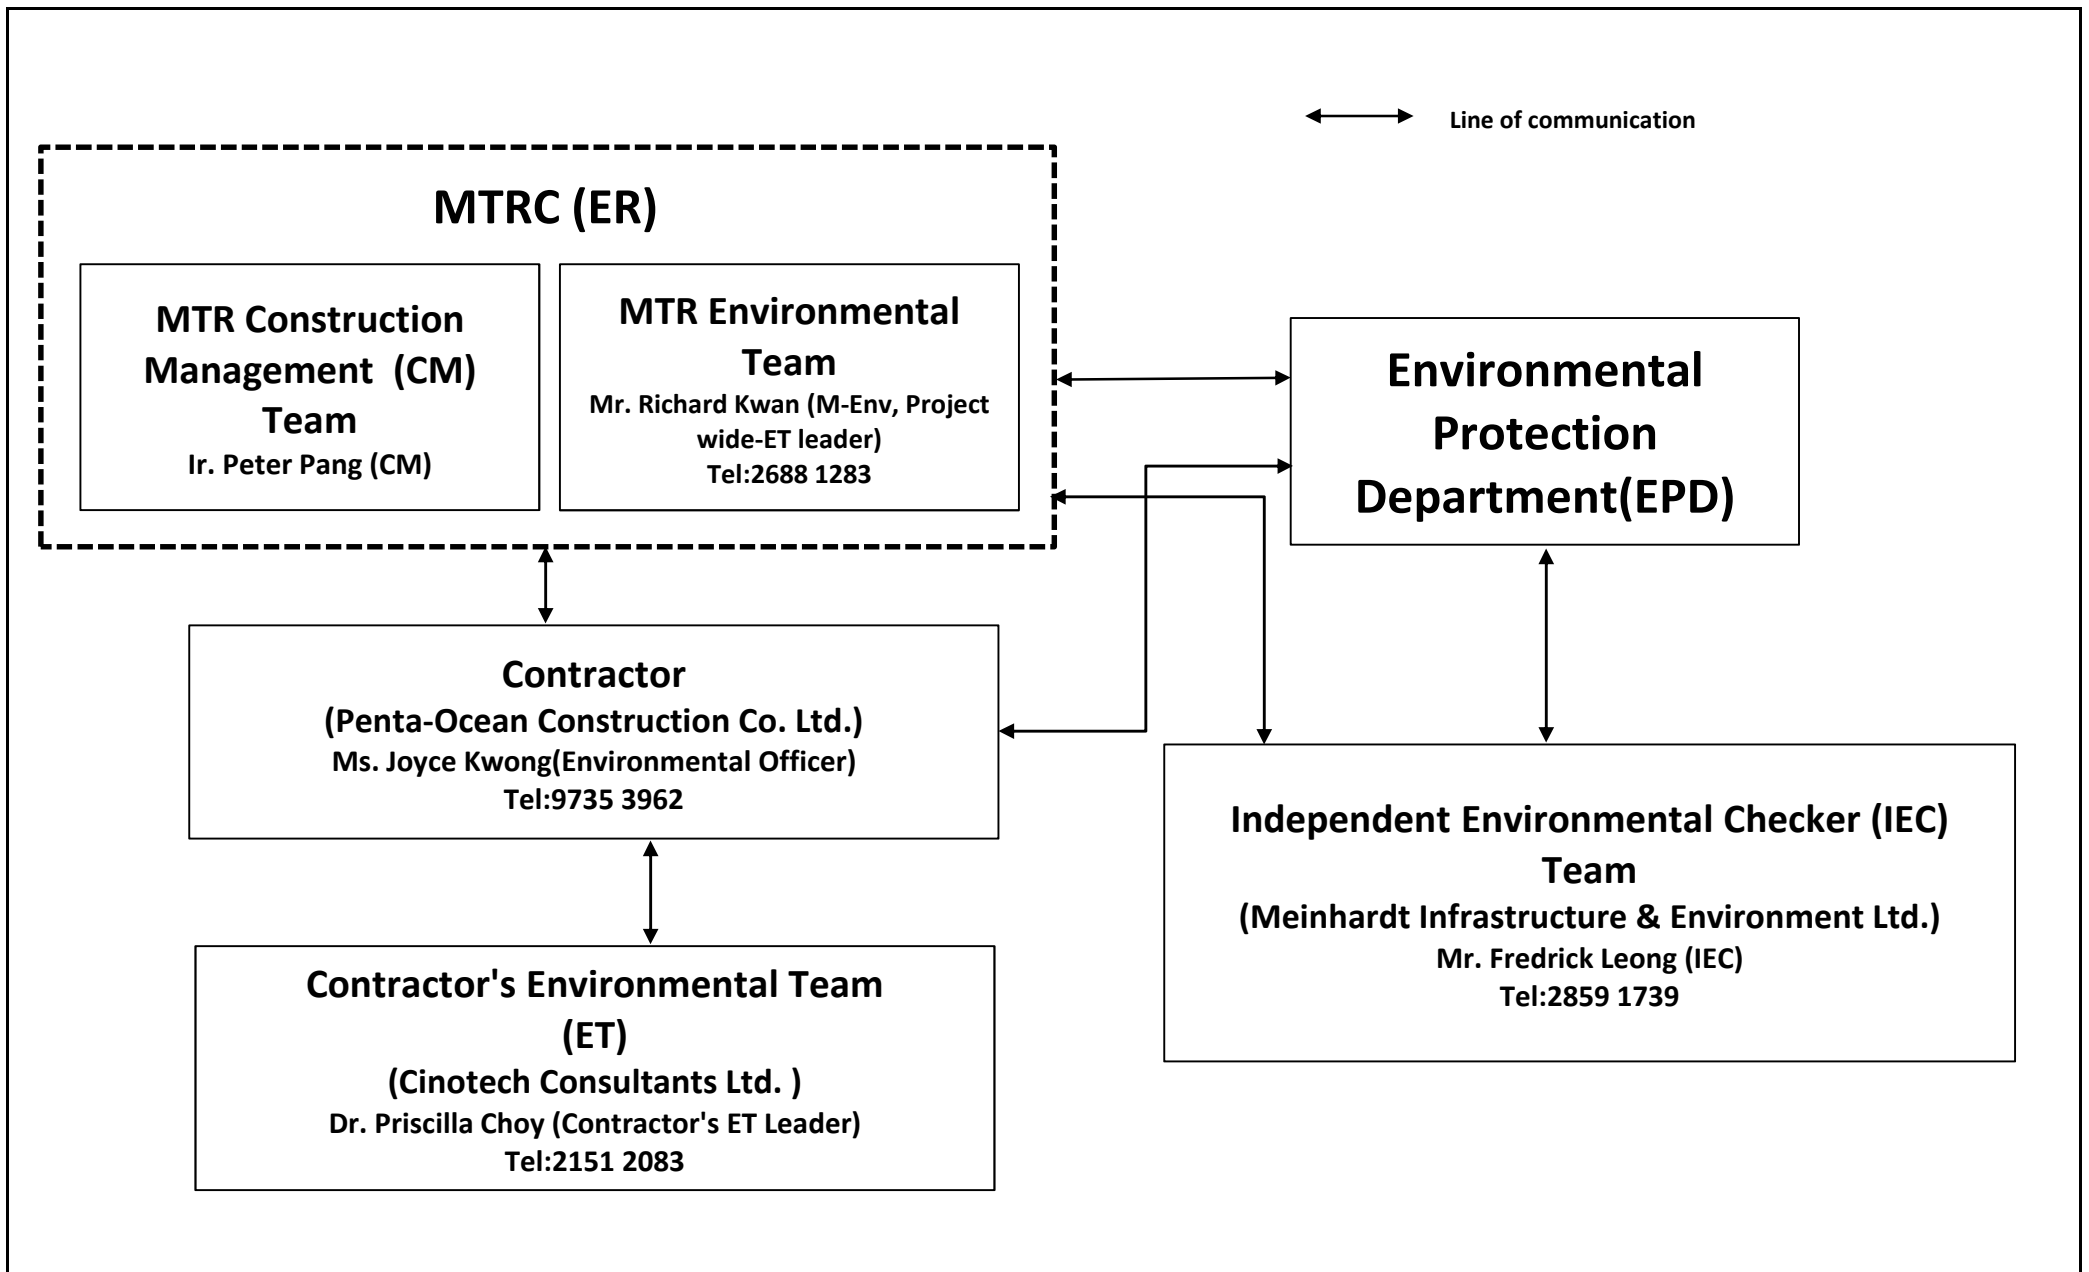 Line of communication
MTRC (ER)
MTR Construction
Management (CM)
Team
Ir. Peter Pang (CM)
MTR Environmental
Team
Mr. Richard Kwan (M-Env, Project
wide-ET leader)
Tel:2688 1283
Environmental
Protection
Department(EPD)
Contractor
(Penta-Ocean Construction Co. Ltd.)
Ms. Joyce Kwong(Environmental Officer)
Tel:9735 3962
Independent Environmental Checker (IEC)
Team
(Meinhardt Infrastructure & Environment Ltd.)
Mr. Fredrick Leong (IEC)
Tel:2859 1739
Contractor's Environmental Team
(ET)
(Cinotech Consultants Ltd. )
Dr. Priscilla Choy (Contractor's ET Leader)
Tel:2151 2083